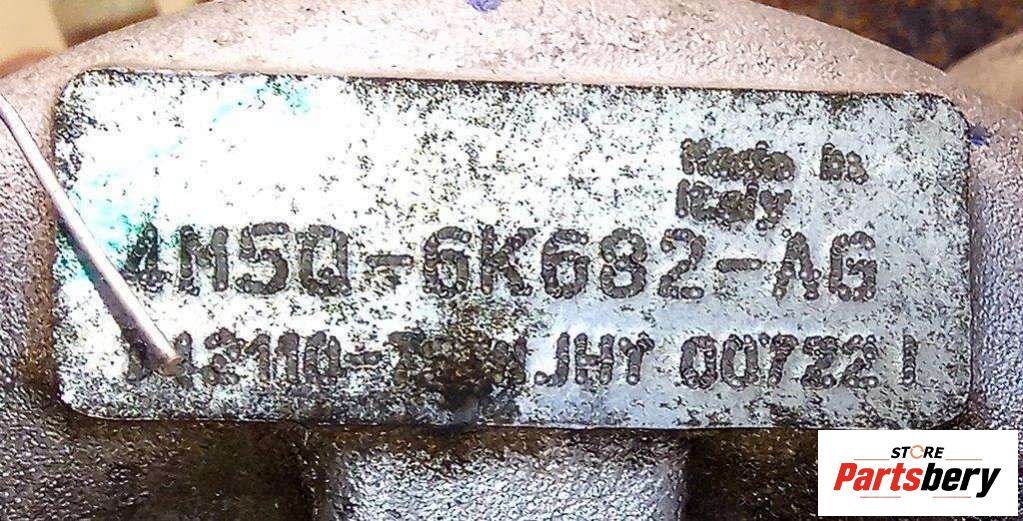 Made in
Italy
4M5Q-6K682-AG
JHT 00722 I
STORE
Partsbery